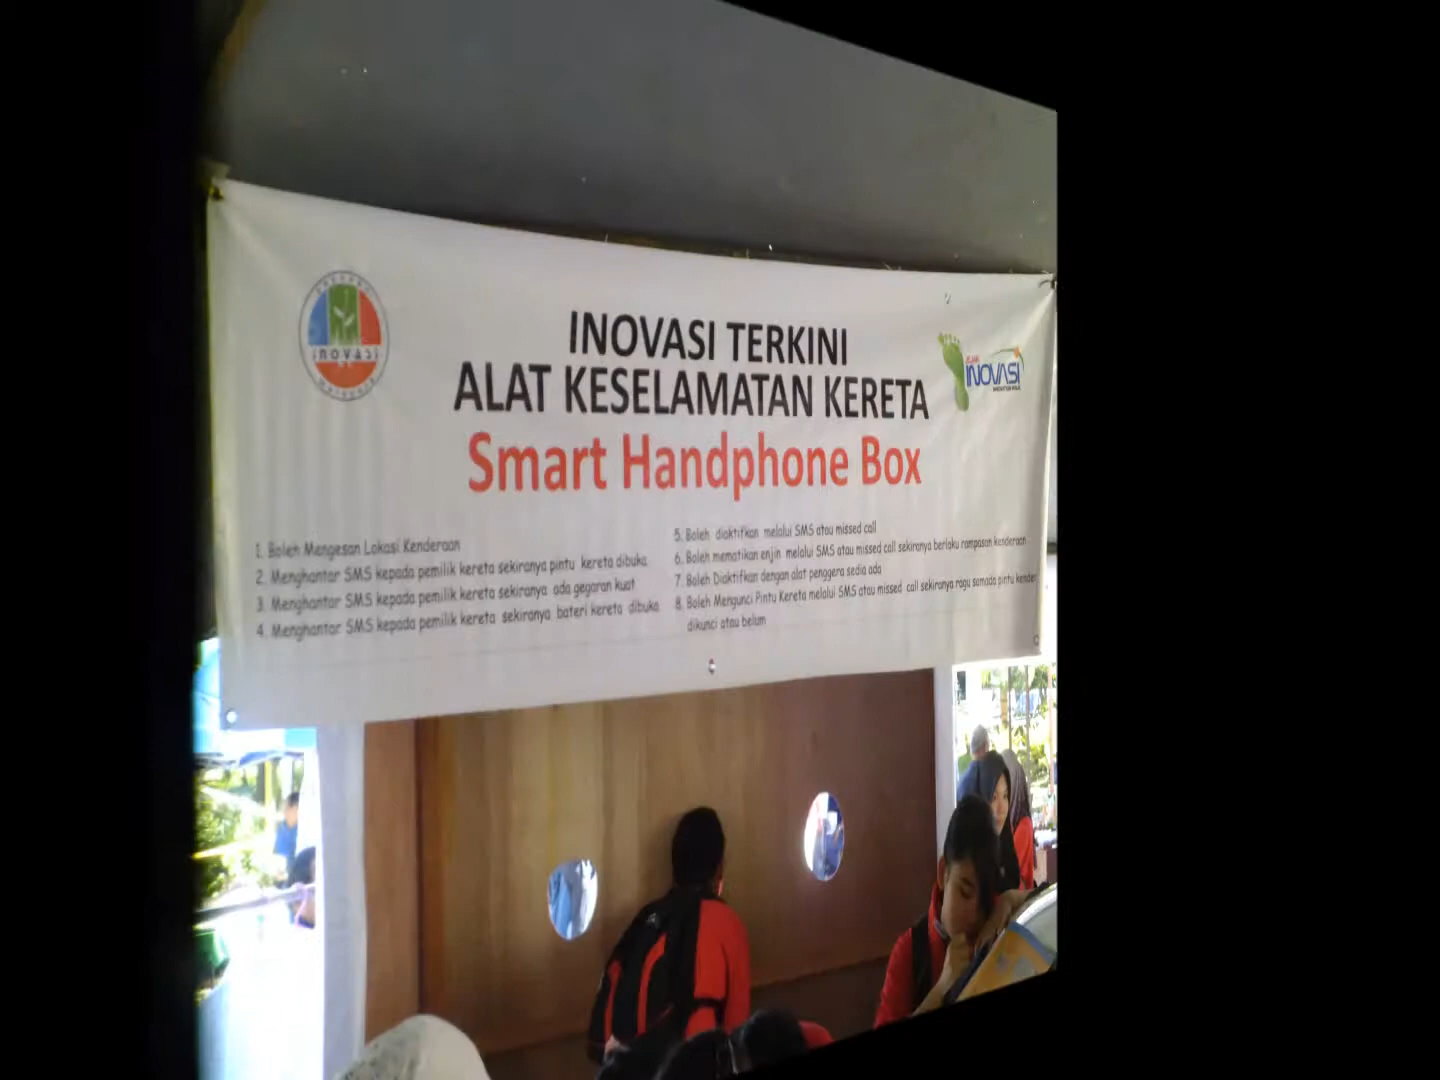 INOVASI TERKINI
ALAT KESELAMATAN KERETA
Smart Handphone Box
INOVASI
INOVASI
1. Boleh Mengesan Lokasi Kenderaan
2. Menghantar SMS kepada pemilik kereta sekiranya pintu kereta dibuka
3. Menghantar SMS kepada pemilik kereta sekiranya ada gegaran kuat
4. Menghantar SMS kepada pemilik kereta sekiranya bateri kereta dibuka
5. Boleh diaktifkan melalui SMS atau missed call
6. Boleh mematikan enjin melalui SMS atau missed call sekiranya berlaku rampasan kenderaan
7. Boleh Diaktifkan dengan alat penggera sedia ada
8. Boleh Mengunci Pintu Kereta melalui SMS atau missed call sekiranya ragu samada pintu kender
dikunci atau belum